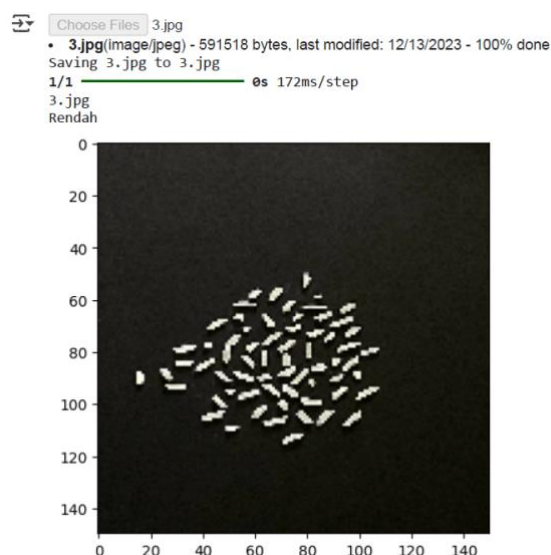 Choose Files 3.jpg
3.jpg(image/jpeg) - 591518 bytes, last modified: 12/13/2023 - 100% done
Saving 3.jpg to 3.jpg
1/1 0s 172ms/step
3.jpg
Rendah
0
20
40
60
80
100
120
140
0 20 40 60 80 100 120 140